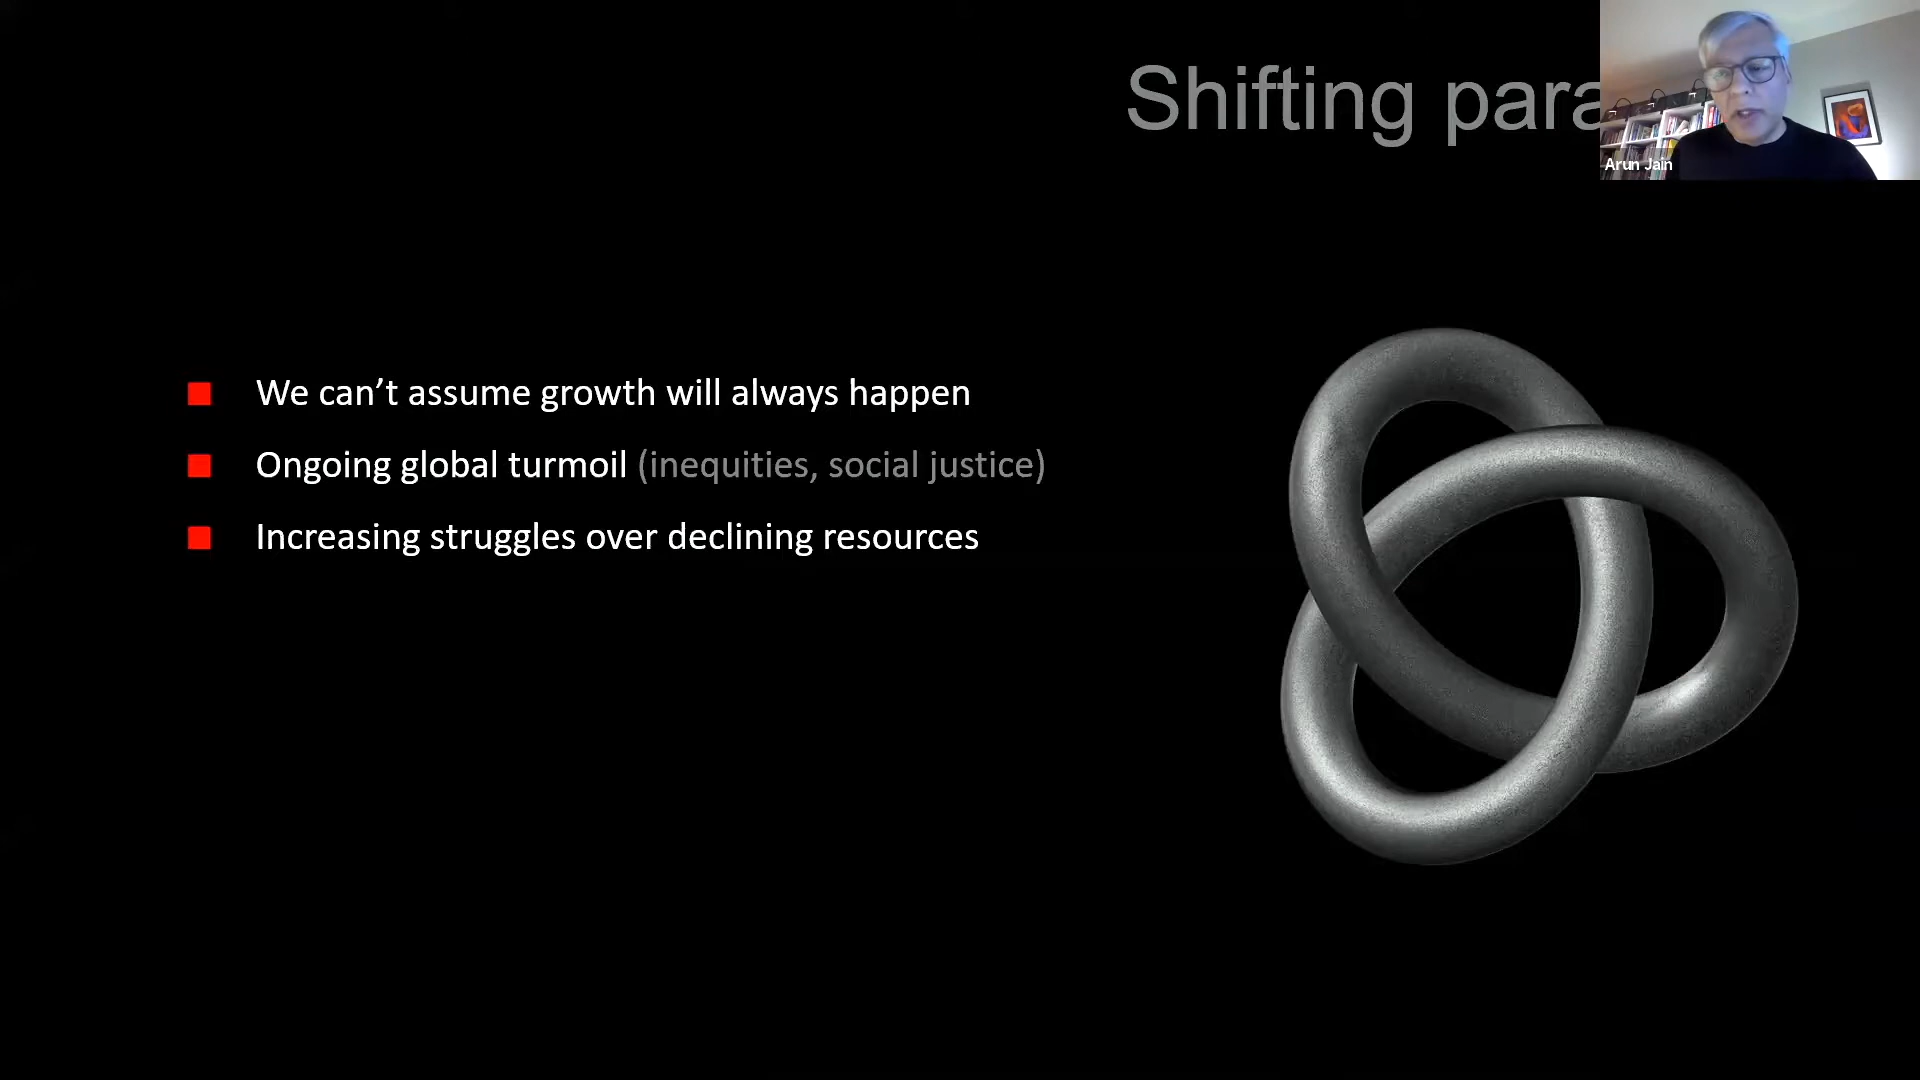 Shifting para
Arun Jain
We can’t assume growth will always happen
Ongoing global turmoil (inequities, social justice)
Increasing struggles over declining resources